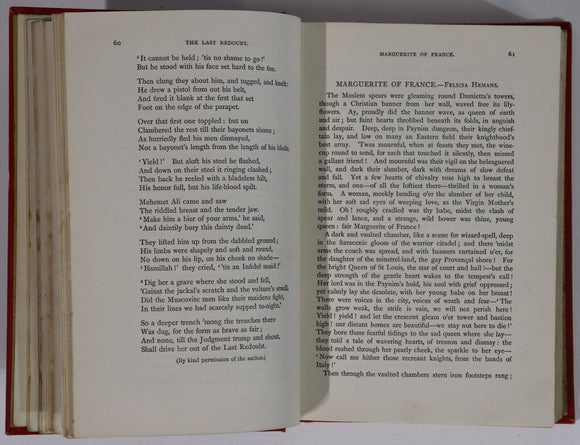 60 THE LAST REDOUBT.
'It cannot be held; 'tis no shame to go!'
But he stood with his face set hard to the foe.
Then clung they about him, and tugged, and knelt:
He drew a pistol from out his belt,
And fired it blank at the first that set
Foot on the edge of the parapet.
Over that first one toppled; but on
Clambered the rest till their bayonets shone;
As hurriedly fled his men dismayed,
Not a bayonet's length from the length of his blade.
'Yield!' But aloft his steel he flashed,
And down on their steel it ringing clashed;
Then back he reeled with a bladeless hilt,
His honor full, but his life-blood spilt.
Mehemet Ali came and saw
The riddled breast and the tender jaw.
'Make him a bier of your arms,' he said,
'And daintily bury this dainty dead.'
They lifted him up from the dabbled ground;
His limbs were shapely and soft and round,
No down on his lip, on his cheek no shade—
'Bismillah!' they cried, ''tis an Infidel maid!'
'Dig her a grave where she stood and fell,
'Gainst the jackal's scratch and the vulture's smell.
Did the Muscovite men like their maidens fight,
In their lines we had scarcely supped to-night.'
So a deeper trench 'mong the trenches there
Was dug, for the form as brave as fair;
And none, till the Judgment trump and shout,
Shall drive her out of the Last Redoubt.
(By kind permission of the author.)
MARGUERITE OF FRANCE. 61
MARGUERITE OF FRANCE.—FELICIA HEMANS.
The Moslem spears were gleaming round Damietta's towers,
though a Christian banner from her wall, waved free its lily-
flowers. Ay, proudly did the banner wave, as queen of earth
and air; but faint hearts throbbed beneath its folds, in anguish
and despair. Deep, deep in Paynim dungeon, their kingly chief-
tain lay, and low on many an Eastern field their knighthood's
best array. 'Twas mournful, when at feasts they met, the wine-
cup round to send, for each that touched it silently, then missed
a gallant friend! And mournful was their vigil on the beleaguered
wall, and dark their slumber, dark with dreams of slow defeat
and fall. Yet a few hearts of chivalry rose high to breast the
storm, and one—of all the loftiest there—thrilled in a woman's
form. A woman, meekly bending o'er the slumber of her child,
with her soft sad eyes of weeping love, as the Virgin Mother's
mild. Oh! roughly cradled was thy babe, midst the clash of
spear and lance, and a strange, wild bower was thine, young
queen: fair Marguerite of France!
A dark and vaulted chamber, like a scene for wizard-spell, deep
in the Saracenic gloom of the warrior citadel; and there 'midst
arms the couch was spread, and with banners curtain'd o'er, for the
daughter of the minstrel-land, the gay Provençal shore! For
the bright Queen of St Louis, the star of court and hall!—but the
deep strength of the gentle heart wakes to the tempest's call!
Her lord was in the Paynim's hold, his soul with grief oppressed;
yet calmly lay the desolate, with her young babe on her breast!
There were voices in the city, voices of wrath and fear—'The
walls grow weak, the strife is vain, we will not perish here!
Yield! yield! and let the crescent gleam o'er tower and bastion
high! our distant homes are beautiful—we stay not here to die!'
They bore those fearful tidings to the sad queen where she lay—
they told a tale of wavering hearts, of treason and dismay: the
blood rushed through her pearly cheek, the sparkle to her eye—
'Now call me hither those recreant knights, from the bands of
Italy!'
Then through the vaulted chambers stern iron footsteps rang;